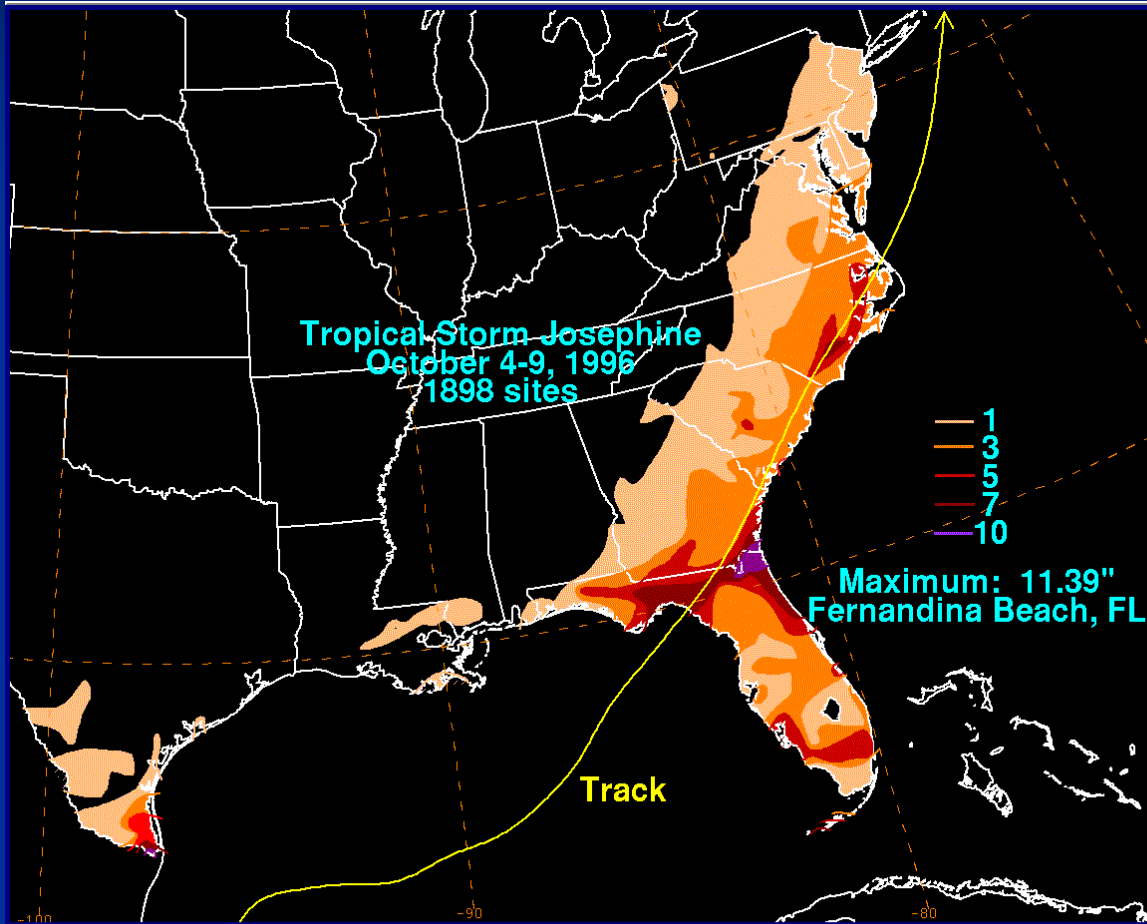 Tropical Storm Josephine
October 4-9, 1996
1898 sites
1
3
5
7
10
Maximum: 11.39"
Fernandina Beach, FL
Track
-100
-90
-80